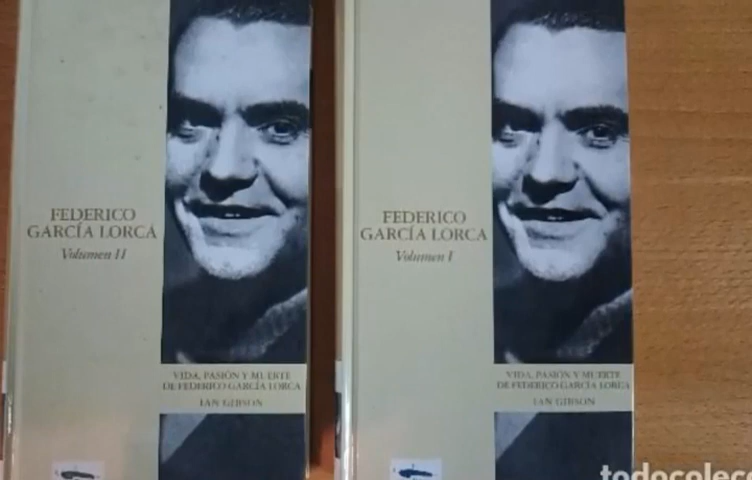 FEDERICO
GARCÍA LORCA
Volumen II
VIDA, PASIÓN Y MUERTE
DE FEDERICO GARCÍA LORCA
IAN GIBSON
FEDERICO
GARCÍA LORCA
Volumen I
VIDA, PASIÓN Y MUERTE
DE FEDERICO GARCÍA LORCA
IAN GIBSON
todocolec